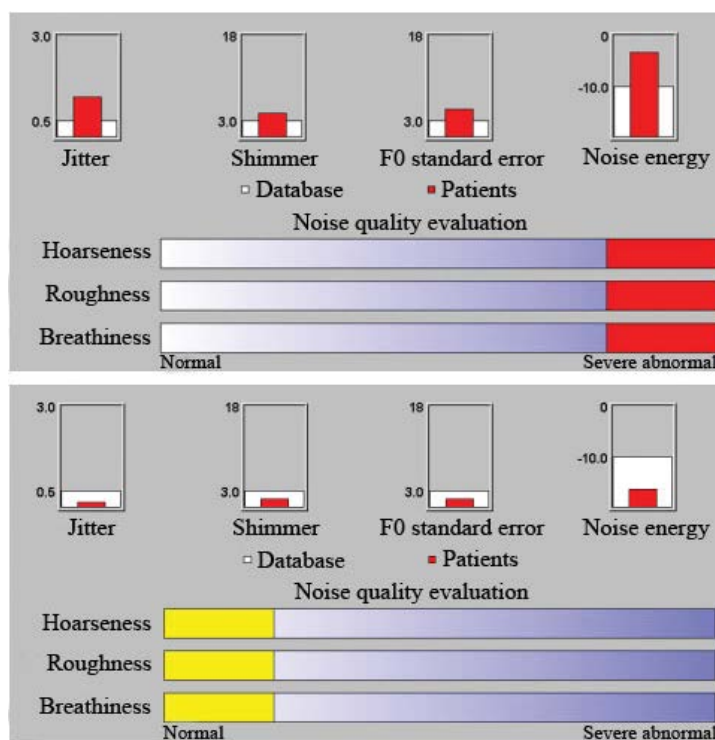 3.0 18 18 0
-10.0
0.5 3.0 3.0
Jitter Shimmer F0 standard error Noise energy
Database Patients
Noise quality evaluation
Hoarseness
Roughness
Breathiness
Normal Severe abnormal
3.0 18 18 0
-10.0
0.5 3.0 3.0
Jitter Shimmer F0 standard error Noise energy
Database Patients
Noise quality evaluation
Hoarseness
Roughness
Breathiness
Normal Severe abnormal